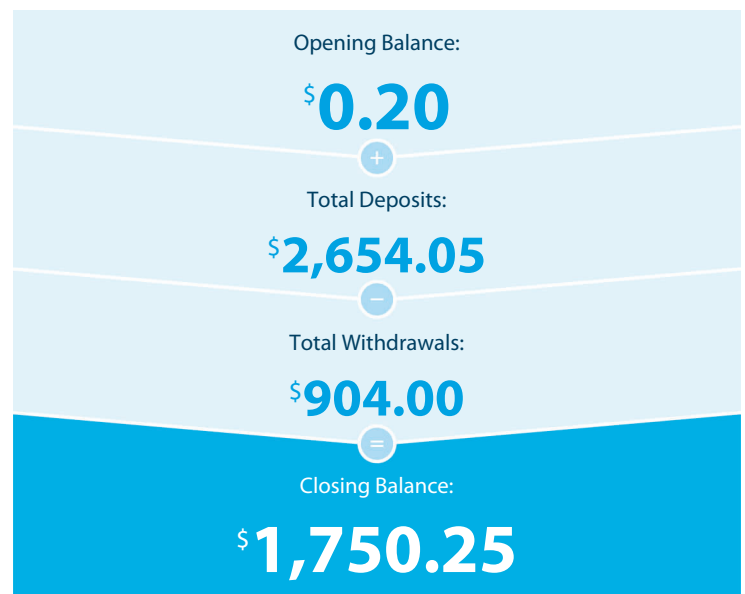 Opening Balance:
$0.20
+
Total Deposits:
$2,654.05
−
Total Withdrawals:
$904.00
=
Closing Balance:
$1,750.25